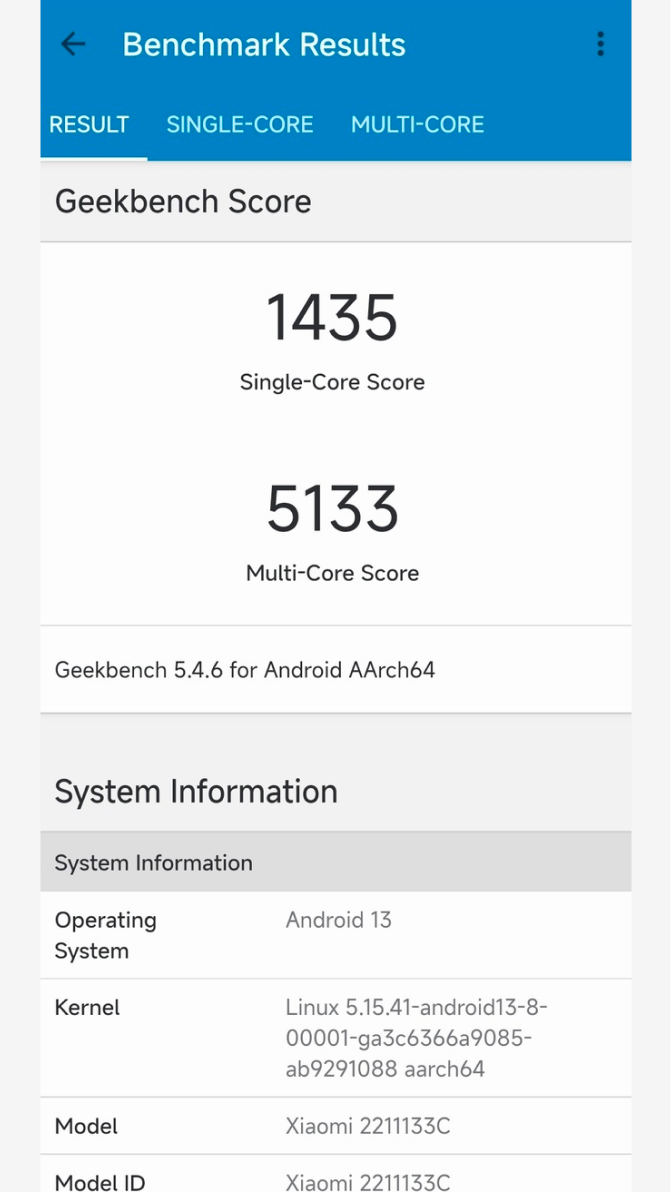 Benchmark Results
RESULT SINGLE-CORE MULTI-CORE
Geekbench Score
1435
Single-Core Score
5133
Multi-Core Score
Geekbench 5.4.6 for Android AArch64
System Information
System Information
Operating System Android 13
Kernel Linux 5.15.41-android13-8-
00001-ga3c6366a9085-
ab9291088 aarch64
Model Xiaomi 2211133C
Model ID Xiaomi 2211133C